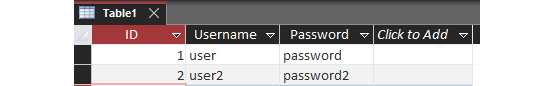 Table1
ID Username Password Click to Add
1 user password
2 user2 password2